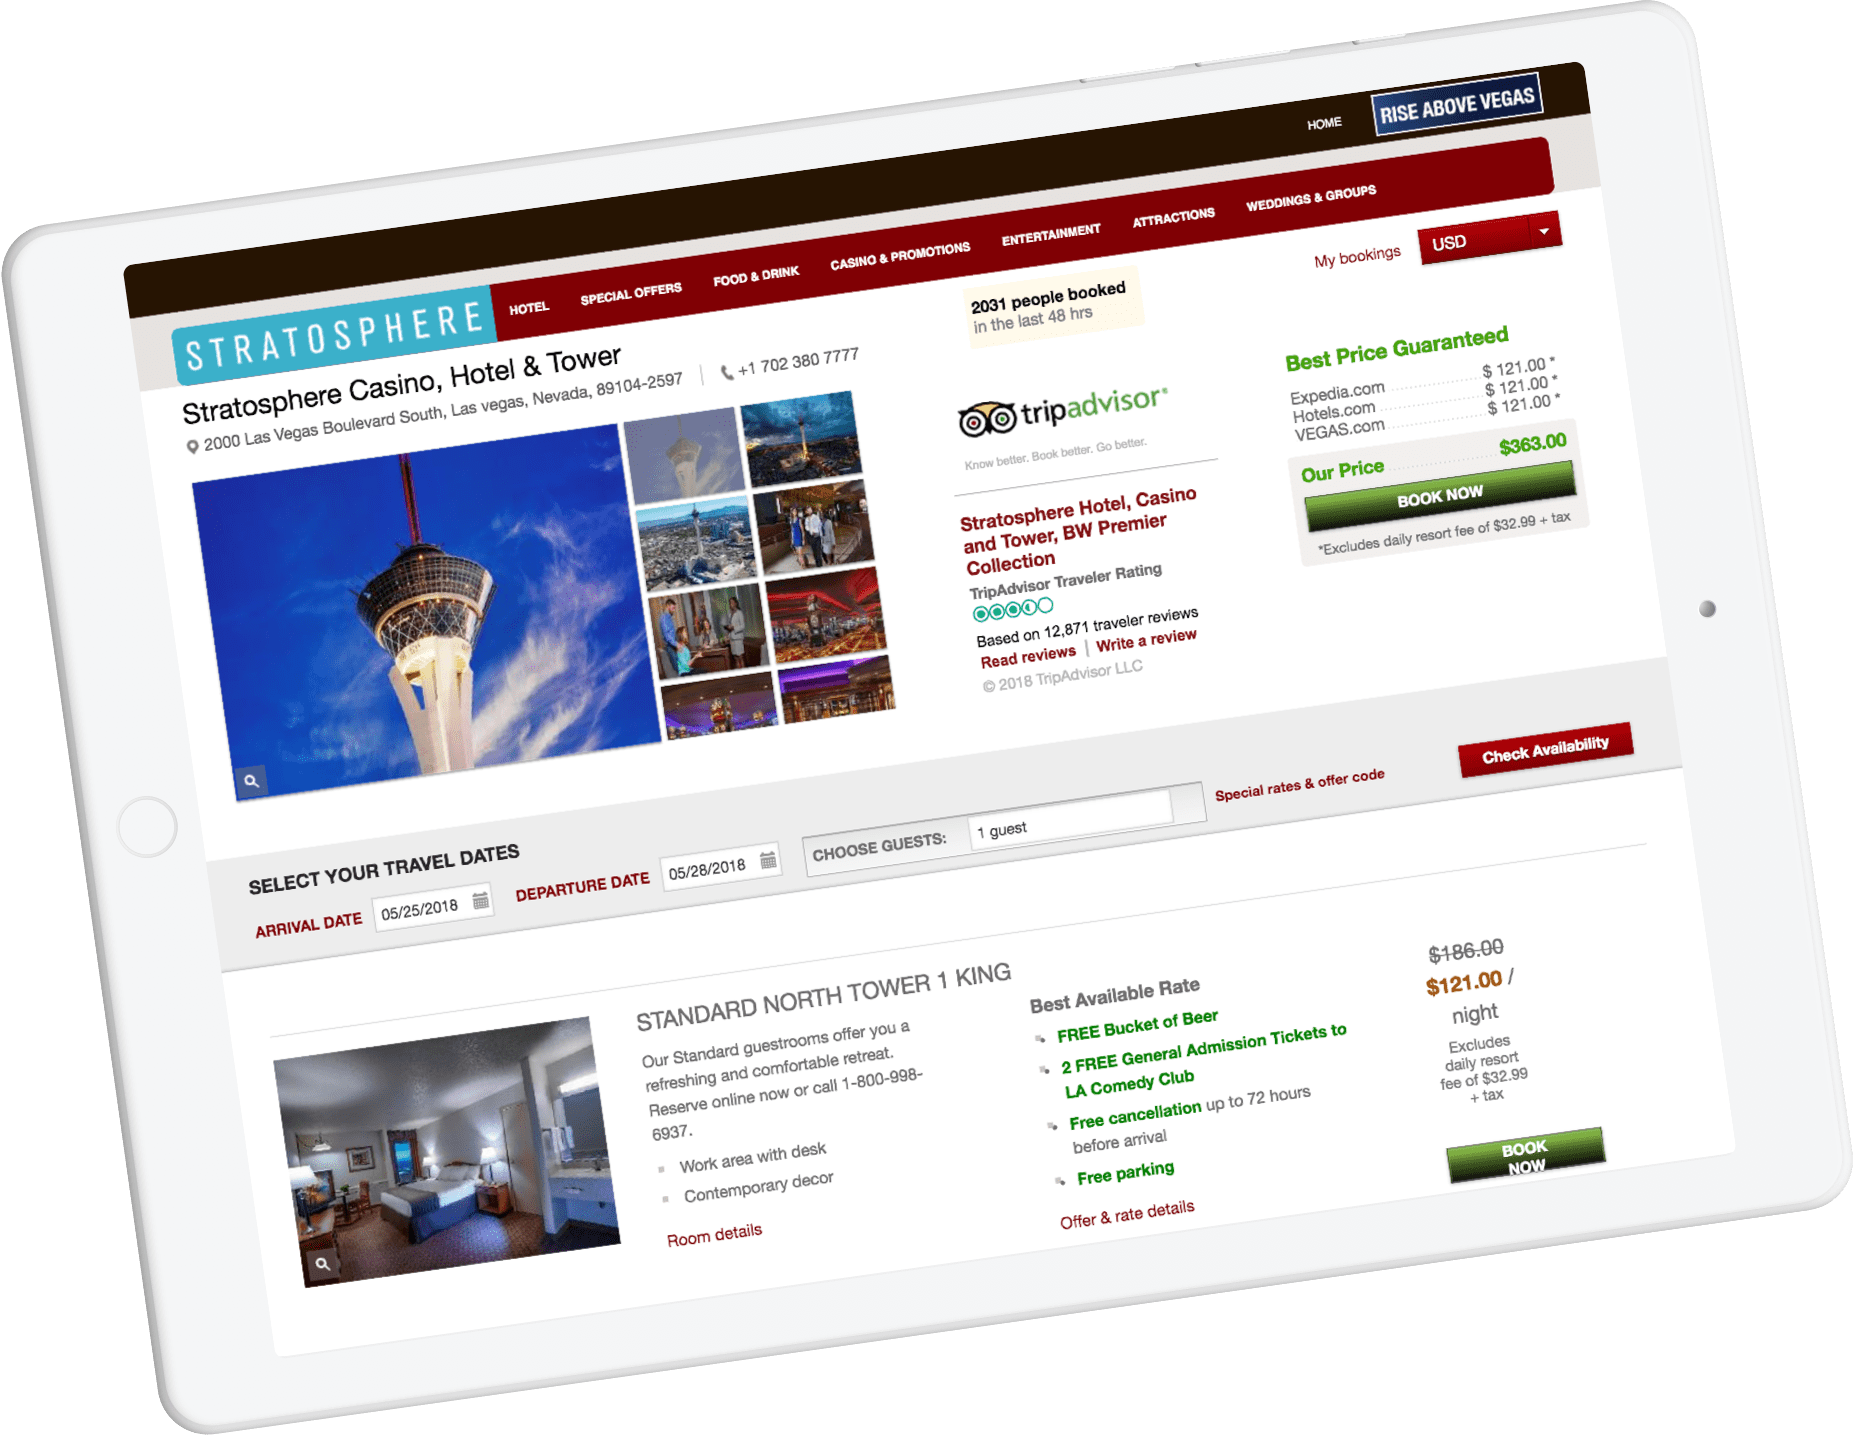 HOME
RISE ABOVE VEGAS
STRATOSPHERE
HOTEL
SPECIAL OFFERS
FOOD & DRINK
CASINO & PROMOTIONS
ENTERTAINMENT
ATTRACTIONS
WEDDINGS & GROUPS
My bookings
USD
Stratosphere Casino, Hotel & Tower
2000 Las Vegas Boulevard South, Las vegas, Nevada, 89104-2597
+1 702 380 7777
2031 people booked
in the last 48 hrs
tripadvisor®
Know better. Book better. Go better.
Stratosphere Hotel, Casino
and Tower, BW Premier
Collection
TripAdvisor Traveler Rating
Based on 12,871 traveler reviews
Read reviews | Write a review
© 2018 TripAdvisor LLC
Best Price Guaranteed
Expedia.com $ 121.00 *
Hotels.com $ 121.00 *
VEGAS.com $ 121.00 *
Our Price $363.00
BOOK NOW
*Excludes daily resort fee of $32.99 + tax
SELECT YOUR TRAVEL DATES
ARRIVAL DATE 05/25/2018
DEPARTURE DATE 05/28/2018
CHOOSE GUESTS: 1 guest
Special rates & offer code
Check Availability
STANDARD NORTH TOWER 1 KING
Our Standard guestrooms offer you a
refreshing and comfortable retreat.
Reserve online now or call 1-800-998-
6937.
Work area with desk
Contemporary decor
Room details
Best Available Rate
FREE Bucket of Beer
2 FREE General Admission Tickets to
LA Comedy Club
Free cancellation up to 72 hours
before arrival
Free parking
Offer & rate details
$186.00
$121.00 /
night
Excludes
daily resort
fee of $32.99
+ tax
BOOK
NOW